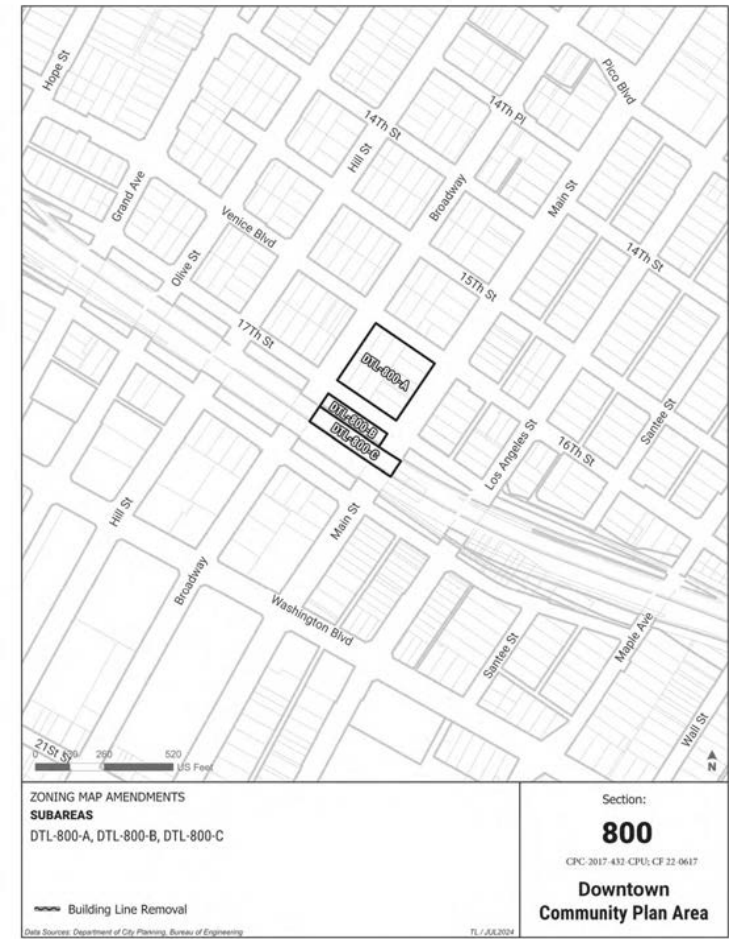 Hope St
Pico Blvd
14Th Pl
14Th St
Hill St
Grand Ave
Broadway
Main St
Venice Blvd
14Th St
Olive St
15Th St
17Th St
DTL-800-A
DTL-800-B
DTL-800-C
Santee St
Los Angeles St
16Th St
Hill St
Main St
Broadway
Washington Blvd
Santee St
Maple Ave
Wall St
21St St
0 130 260 520
US Feet
N
ZONING MAP AMENDMENTS
SUBAREAS
DTL-800-A, DTL-800-B, DTL-800-C
Building Line Removal
Data Sources: Department of City Planning, Bureau of Engineering
TL / JUL2024
Section:
800
CPC-2017-432-CPU; CF 22-0617
Downtown
Community Plan Area